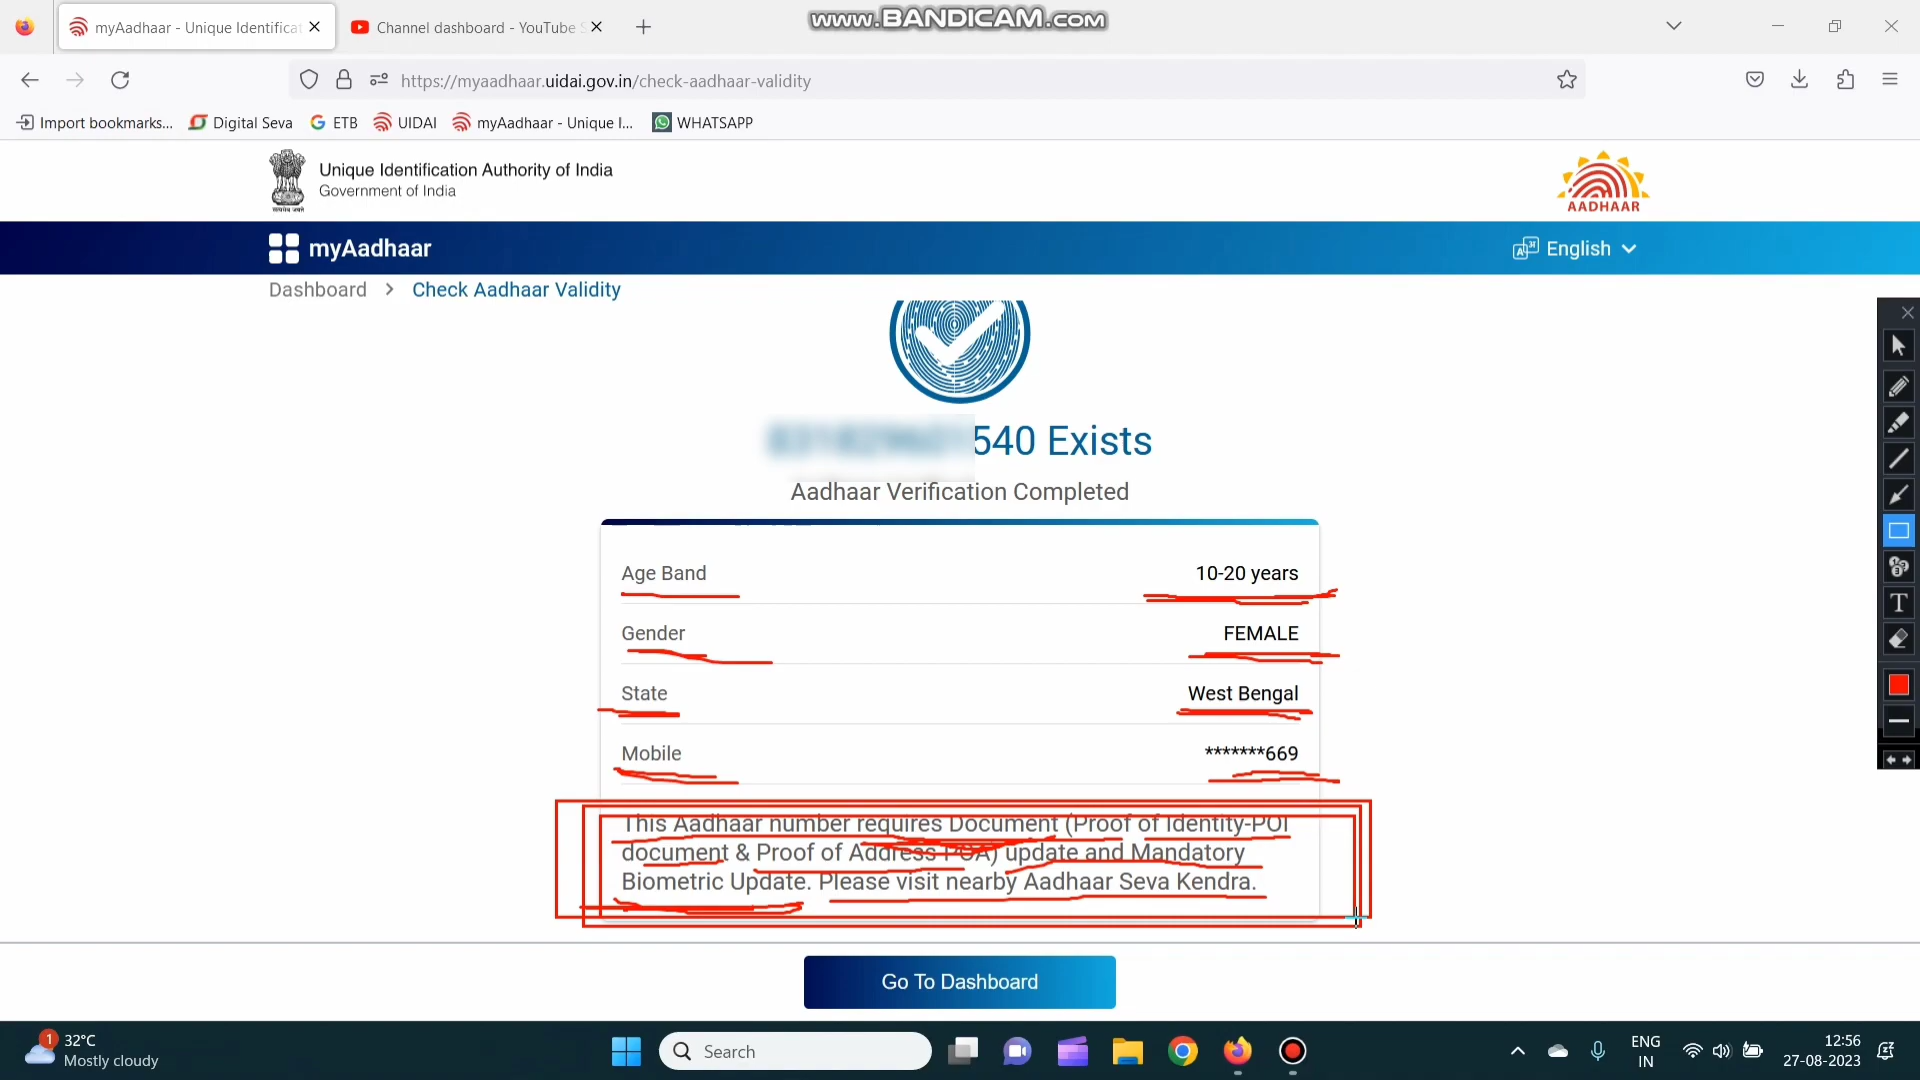 myAadhaar - Unique Identificat
Channel dashboard - YouTube S
www.BANDICAM.com
https://myaadhaar.uidai.gov.in/check-aadhaar-validity
Import bookmarks...
Digital Seva
ETB
UIDAI
myAadhaar - Unique I...
WHATSAPP
Unique Identification Authority of India
Government of India
सत्यमेव जयते
AADHAAR
myAadhaar
English
Dashboard > Check Aadhaar Validity
540 Exists
Aadhaar Verification Completed
Age Band 10-20 years
Gender FEMALE
State West Bengal
Mobile *******669
This Aadhaar number requires Document (Proof of Identity-POI
document & Proof of Address POA) update and Mandatory
Biometric Update. Please visit nearby Aadhaar Seva Kendra.
Go To Dashboard
1
32°C
Mostly cloudy
Search
ENG
IN
12:56
27-08-2023